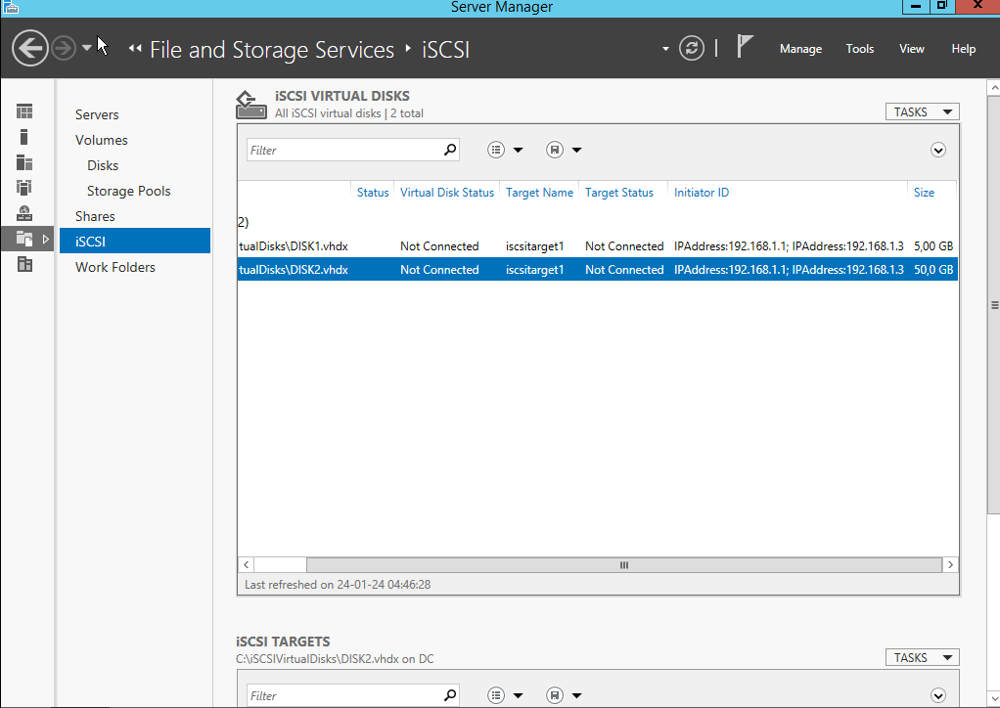 Server Manager
File and Storage Services iSCSI
Manage Tools View Help
Servers
Volumes
Disks
Storage Pools
Shares
iSCSI
Work Folders
iSCSI VIRTUAL DISKS
All iSCSI virtual disks | 2 total
TASKS
Filter
Status Virtual Disk Status Target Name Target Status Initiator ID Size
2)
tualDisks\DISK1.vhdx Not Connected iscsitarget1 Not Connected IPAddress:192.168.1.1; IPAddress:192.168.1.3 5,00 GB
tualDisks\DISK2.vhdx Not Connected iscsitarget1 Not Connected IPAddress:192.168.1.1; IPAddress:192.168.1.3 50,0 GB
Last refreshed on 24-01-24 04:46:28
iSCSI TARGETS
C:\iSCSIVirtualDisks\DISK2.vhdx on DC
TASKS
Filter